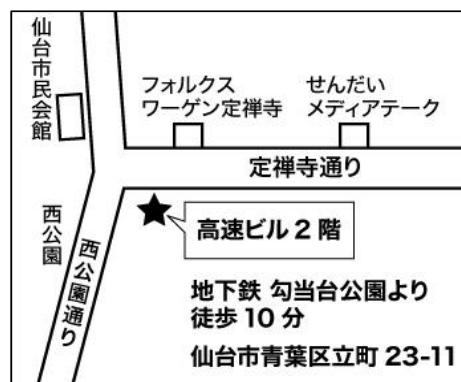 仙台市民会館
フォルクス
ワーゲン定禅寺
せんだい
メディアテーク
定禅寺通り
西公園
西公園通り
高速ビル2階
地下鉄 勾当台公園より
徒歩10分
仙台市青葉区立町 23-11